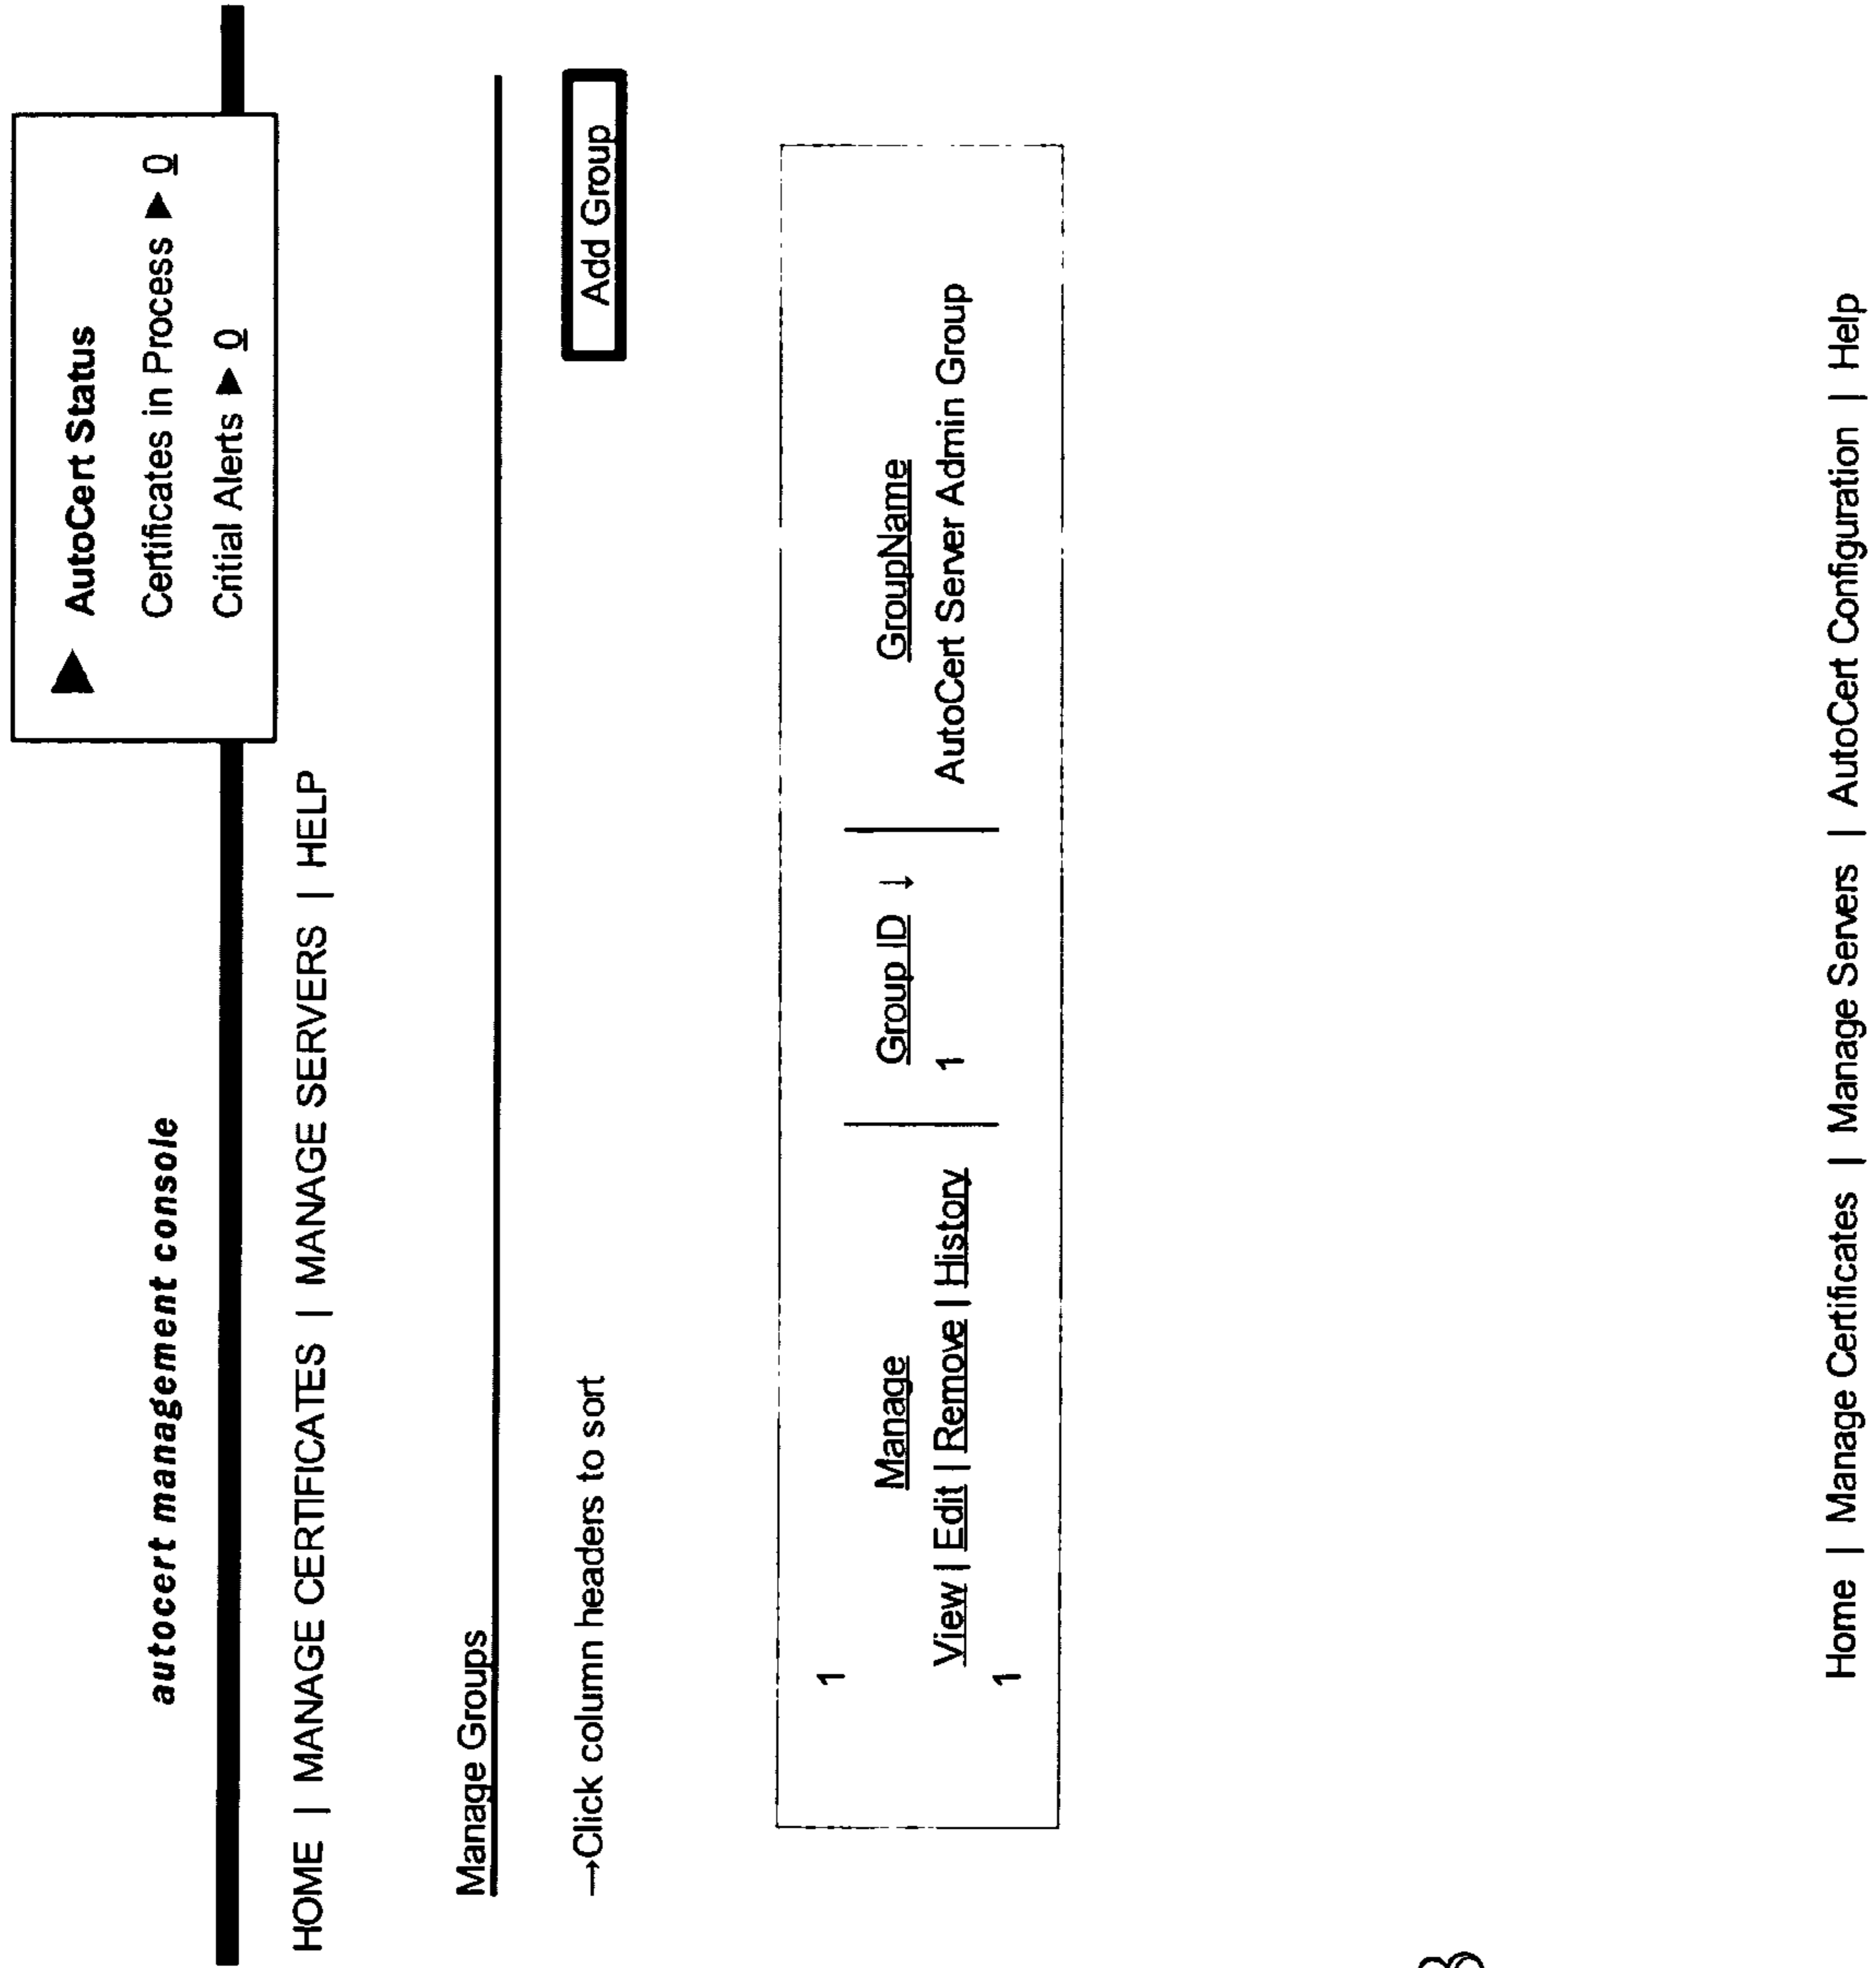 AutoCert Status
Certificates in Process ▶ 0
Critial Alerts ▶ 0
autocert management console
HOME | MANAGE CERTIFICATES | MANAGE SERVERS | HELP
Manage Groups
→Click column headers to sort
Add Group
1
Manage | Group ID ↓ | GroupName
View | Edit | Remove | History | 1 | AutoCert Server Admin Group
1
Home | Manage Certificates | Manage Servers | AutoCert Configuration | Help